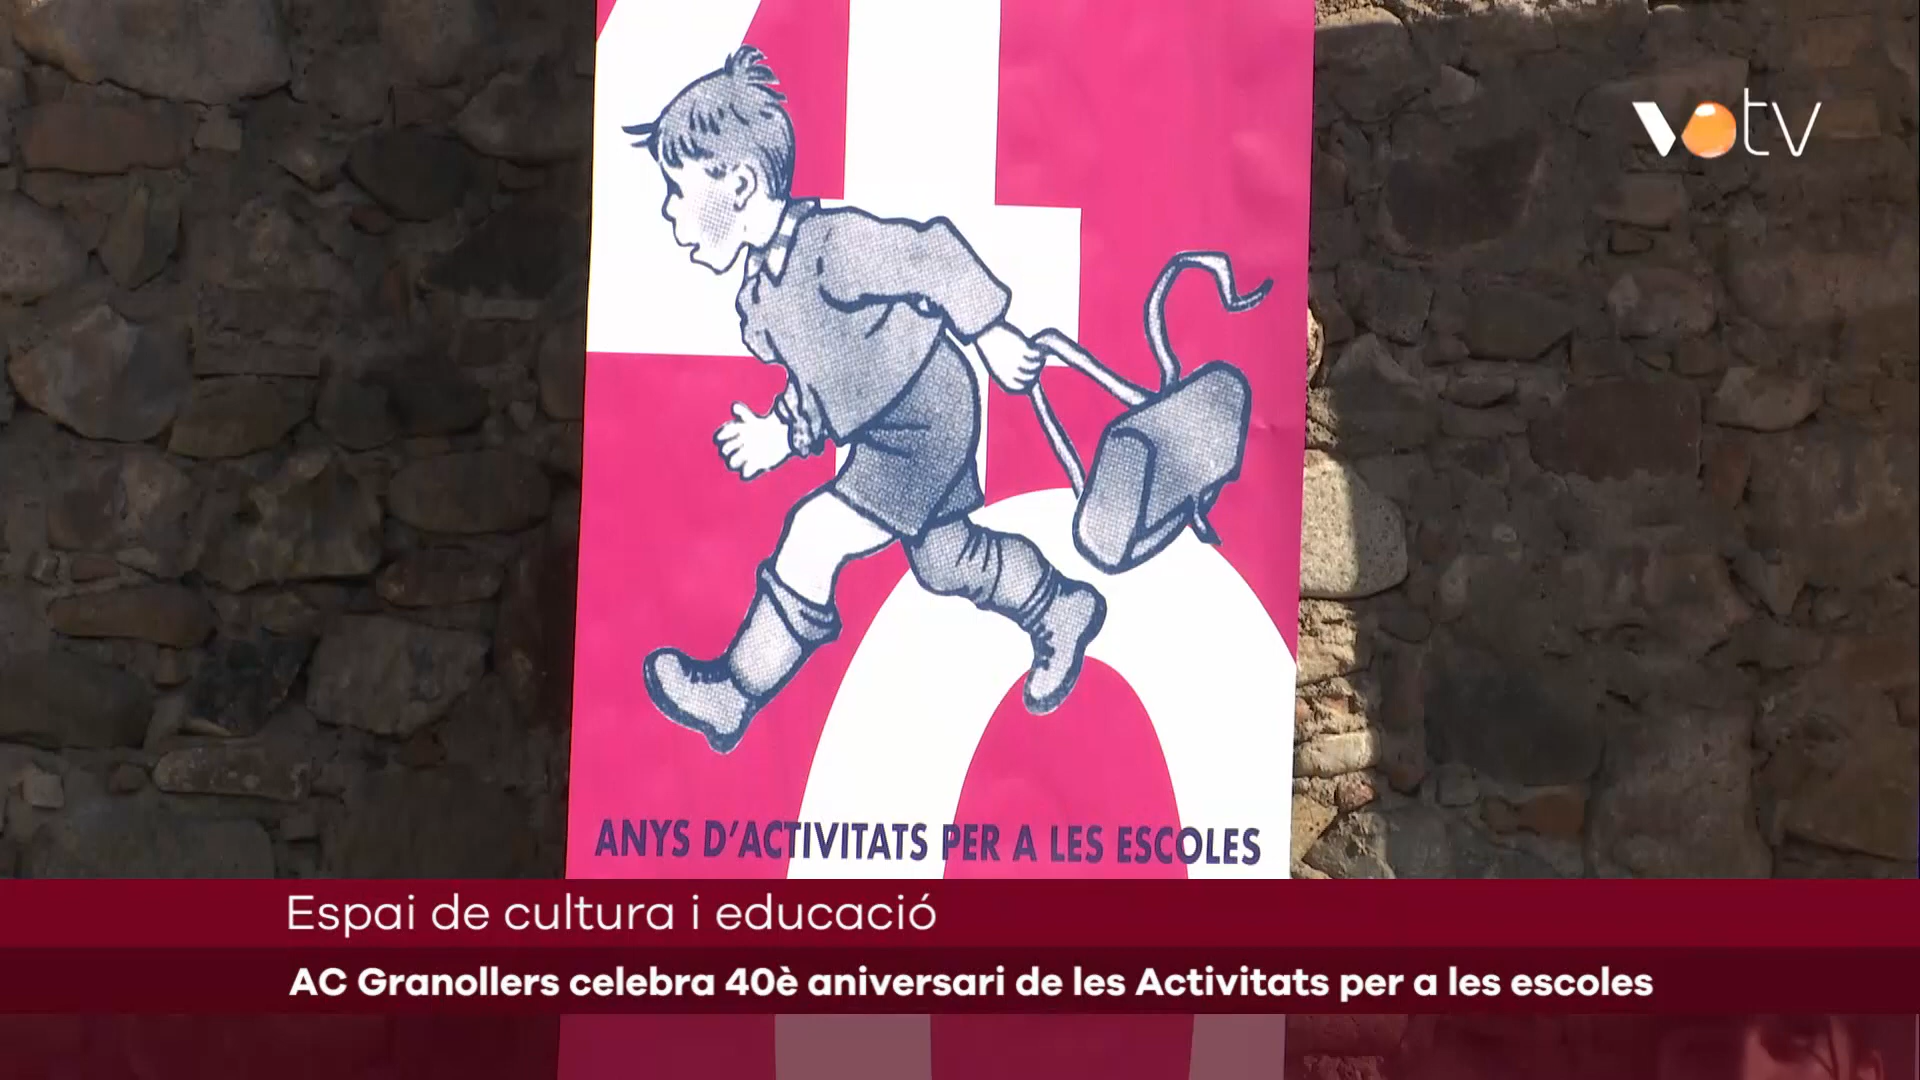 votv
40
ANYS D'ACTIVITATS PER A LES ESCOLES
Espai de cultura i educació
AC Granollers celebra 40è aniversari de les Activitats per a les escoles